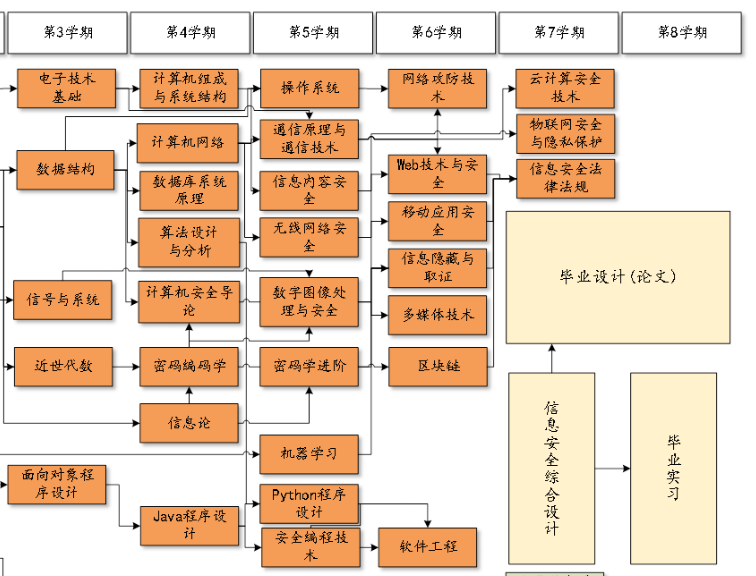 第3学期
第4学期
第5学期
第6学期
第7学期
第8学期
电子技术
基础
计算机组成
与系统结构
操作系统
网络攻防技
术
云计算安全
技术
数据结构
计算机网络
通信原理与
通信技术
物联网安全
与隐私保护
数据库系统
原理
信息内容安
全
Web技术与安
全
信息安全法
律法规
算法设计
与分析
无线网络安
全
移动应用安
全
信息隐藏与
取证
毕业设计(论文)
信号与系统
计算机安全导
论
数字图像处
理与安全
多媒体技术
近世代数
密码编码学
密码学进阶
区块链
信息论
机器学习
信息安全综合设计
毕业实习
面向对象程
序设计
Java程序设
计
Python程序
设计
安全编程技
术
软件工程